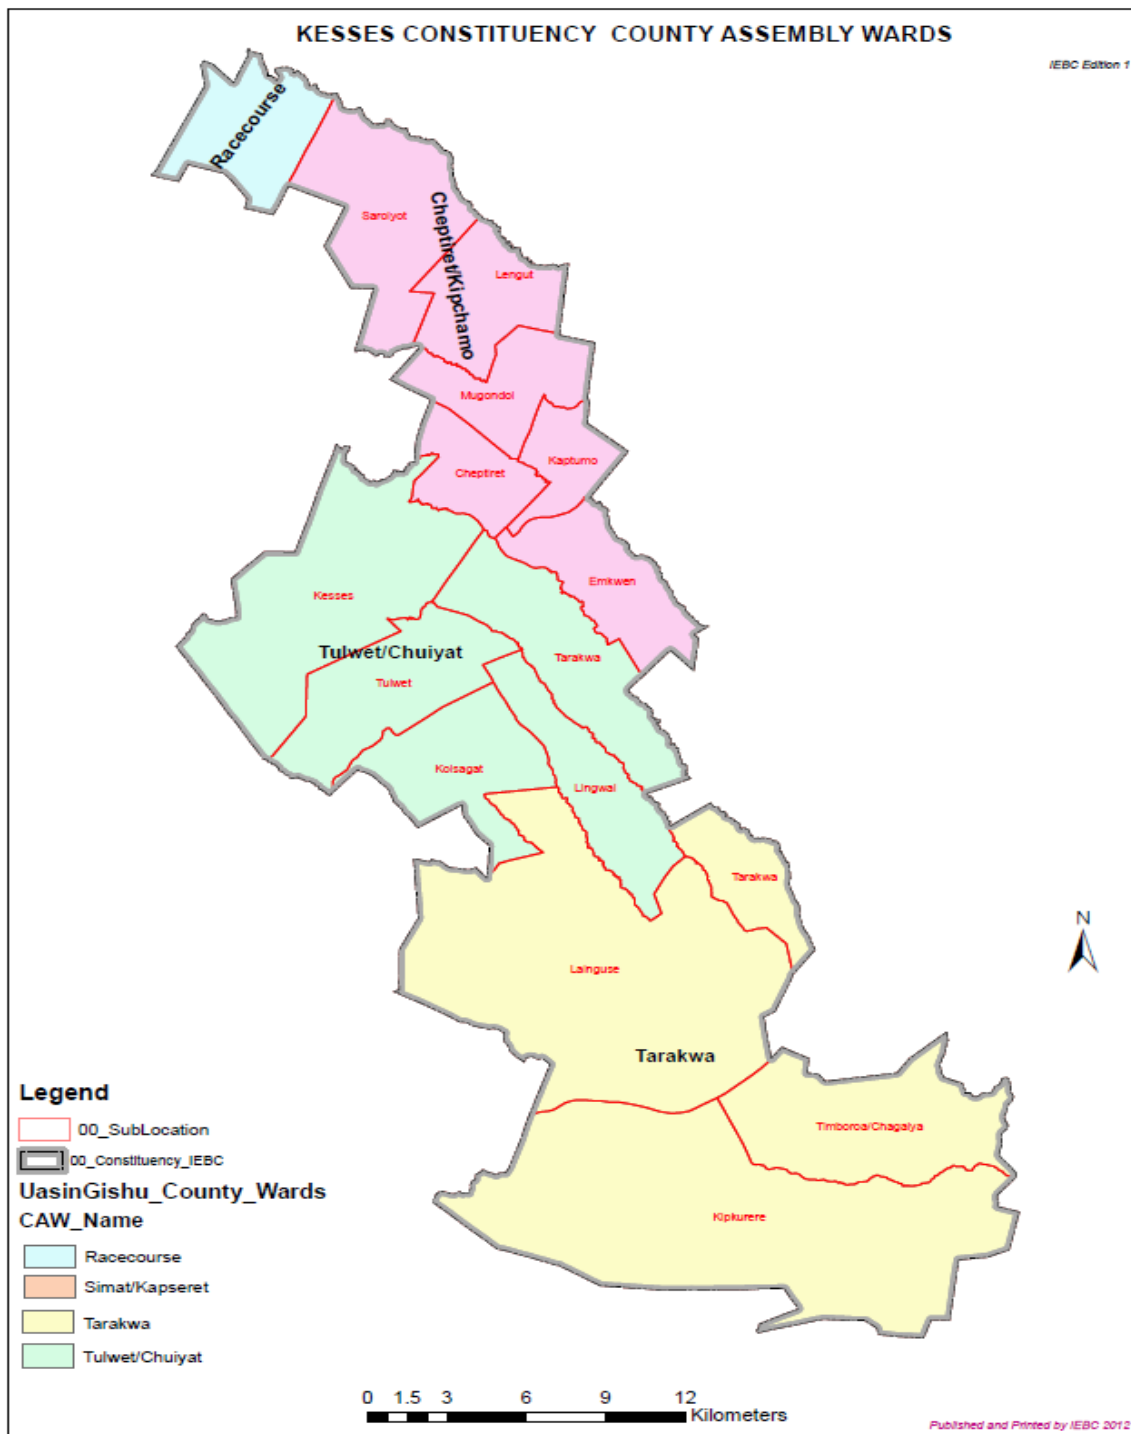 KESSES CONSTITUENCY COUNTY ASSEMBLY WARDS
IEBC Edition 1
Racecourse
Cheptiret/Kipchamo
Saroiyot
Lengut
Mugondoi
Cheptiret
Kaptumo
Emkwen
Kesses
Tulwet/Chuiyat
Tarakwa
Tulwet
Koisagat
Lingwai
Tarakwa
Lainguse
N
Tarakwa
Timboroa/Chagaiya
Kipkurere
Legend
00_SubLocation
00_Constituency_IEBC
UasinGishu_County_Wards
CAW_Name
Racecourse
Simat/Kapseret
Tarakwa
Tulwet/Chuiyat
0 1.5 3 6 9 12
Kilometers
Published and Printed by IEBC 2012